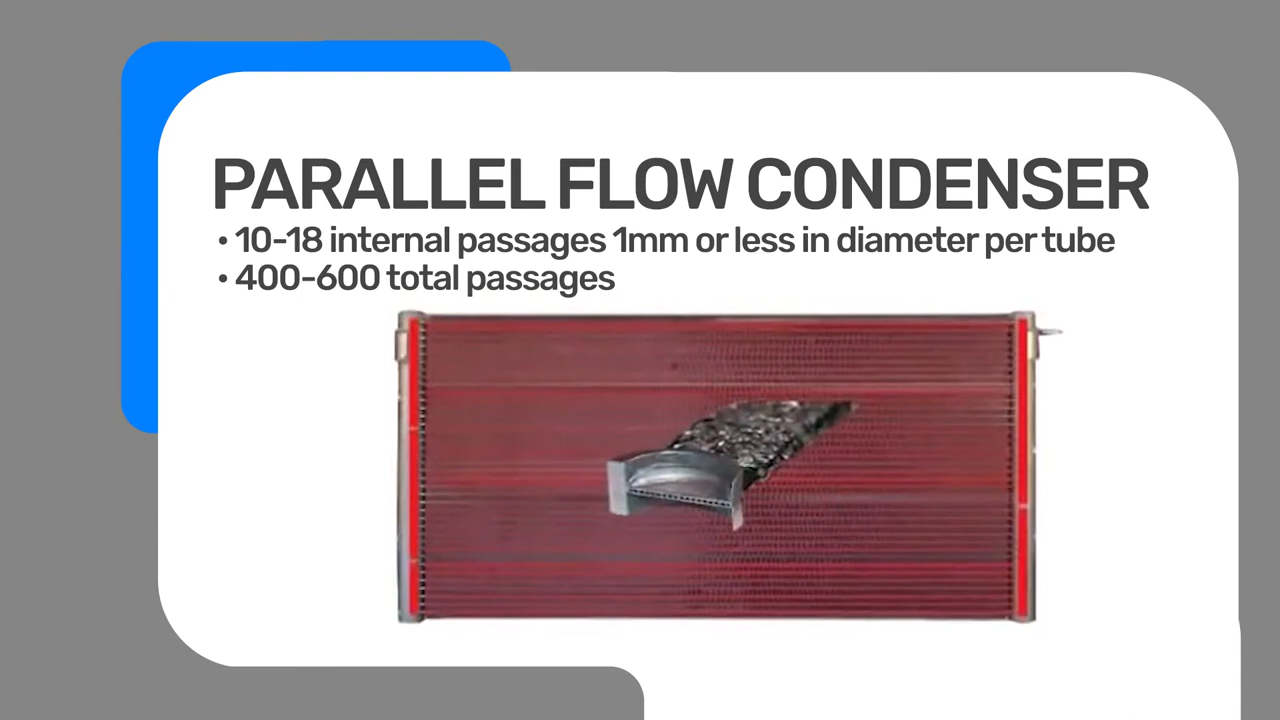 PARALLEL FLOW CONDENSER
• 10-18 internal passages 1mm or less in diameter per tube
• 400-600 total passages